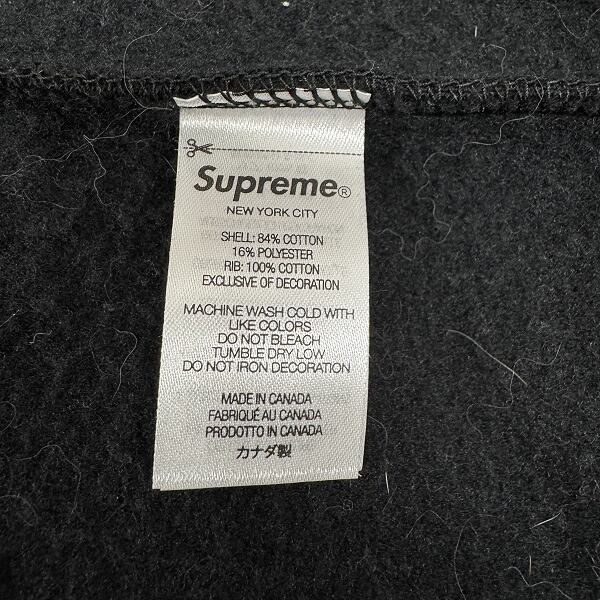 Supreme®
NEW YORK CITY
SHELL: 84% COTTON
16% POLYESTER
RIB: 100% COTTON
EXCLUSIVE OF DECORATION
MACHINE WASH COLD WITH
LIKE COLORS
DO NOT BLEACH
TUMBLE DRY LOW
DO NOT IRON DECORATION
MADE IN CANADA
FABRIQUÉ AU CANADA
PRODOTTO IN CANADA
カナダ製